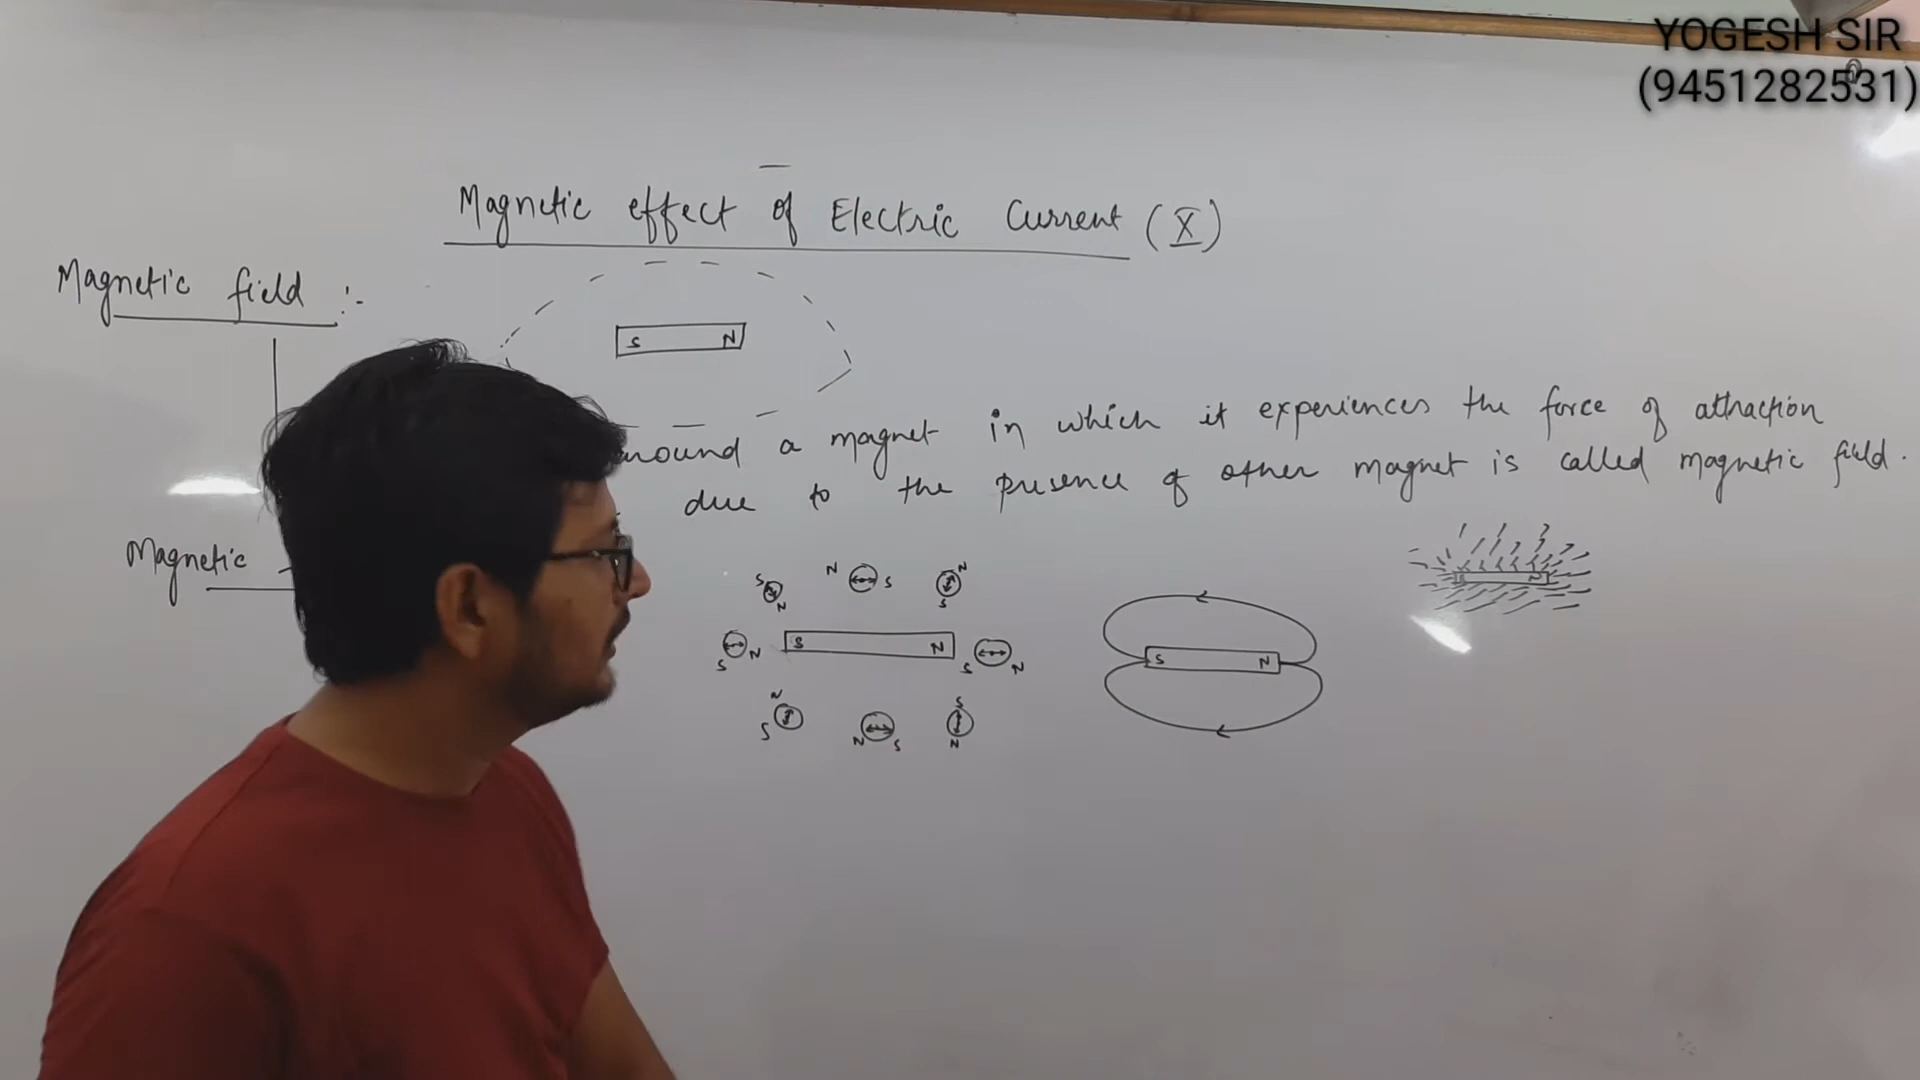 YOGESH SIR
(9451282531)
Magnetic effect of Electric Current (X)
Magnetic field :-
S N
a magnet in which it experiences the force of attraction
due to the presence of other magnet is called magnetic field.
Magnetic
S N
N S
N S
S N
S N
S N
N S
N S
S N
S N